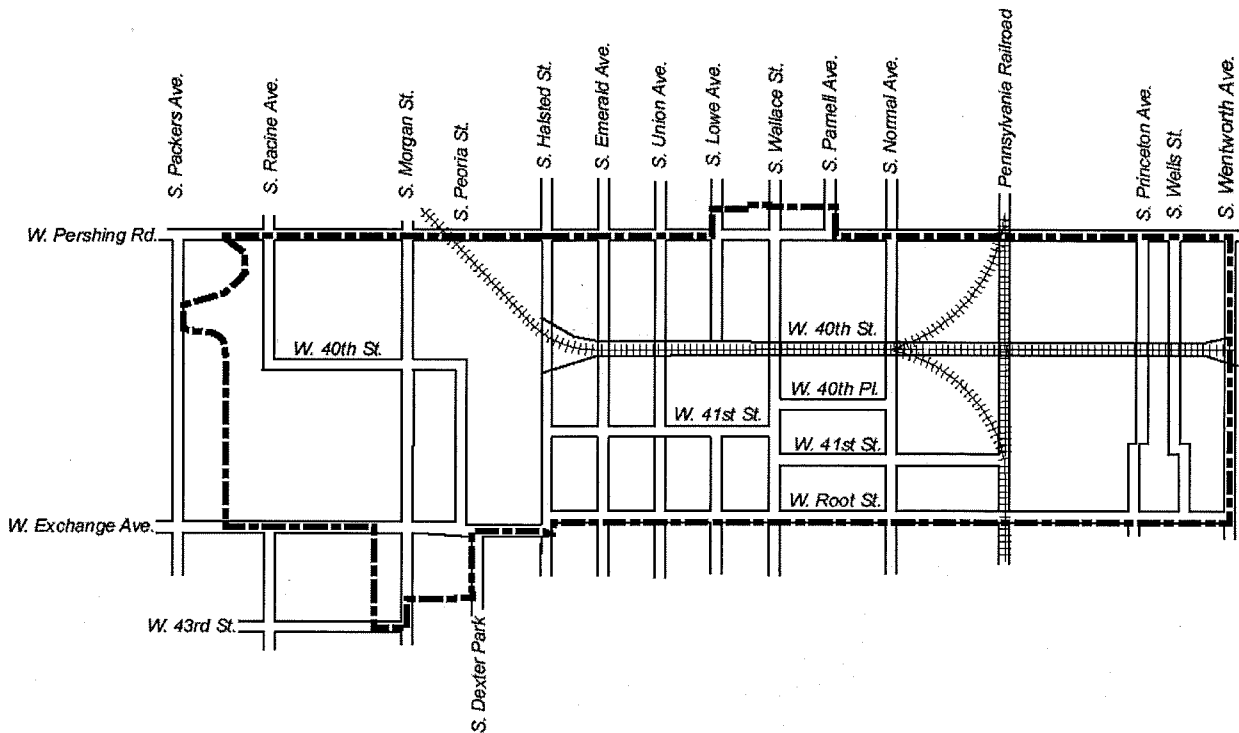 S. Packers Ave.
S. Racine Ave.
S. Morgan St.
S. Peoria St.
S. Halsted St.
S. Emerald Ave.
S. Union Ave.
S. Lowe Ave.
S. Wallace St.
S. Parnell Ave.
S. Normal Ave.
Pennsylvania Railroad
S. Princeton Ave.
S. Wells St.
S. Wentworth Ave.
W. Pershing Rd.
W. 40th St.
W. 40th St.
W. 40th Pl.
W. 41st St.
W. 41st St.
W. Root St.
W. Exchange Ave.
W. 43rd St.
S. Dexter Park